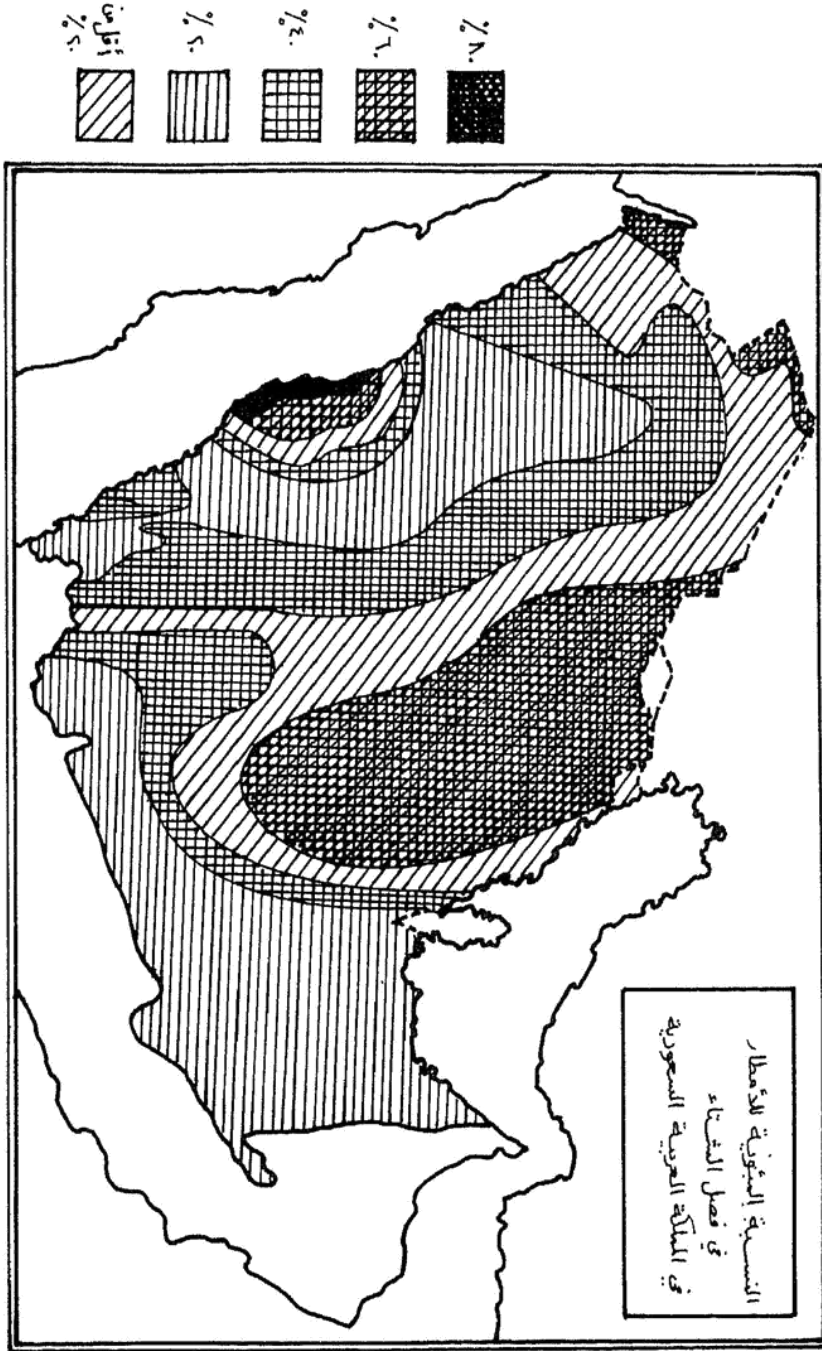 النسبة المئوية للأمطار
في فصل الشتاء
في المملكة العربية السعودية
٨٠٪
٦٠٪
٤٠٪
٢٠٪
أقل من
٢٠٪